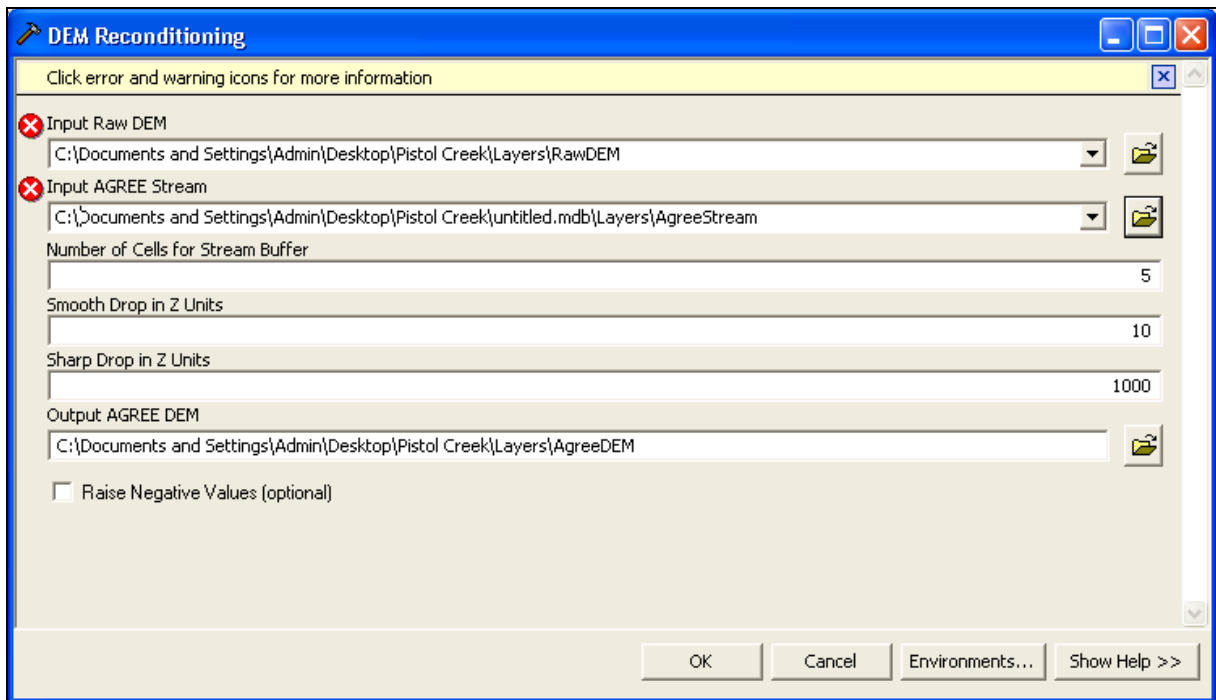 DEM Reconditioning
Click error and warning icons for more information
Input Raw DEM
C:\Documents and Settings\Admin\Desktop\Pistol Creek\Layers\RawDEM
Input AGREE Stream
C:\Documents and Settings\Admin\Desktop\Pistol Creek\untitled.mdb\Layers\AgreeStream
Number of Cells for Stream Buffer
5
Smooth Drop in Z Units
10
Sharp Drop in Z Units
1000
Output AGREE DEM
C:\Documents and Settings\Admin\Desktop\Pistol Creek\Layers\AgreeDEM
Raise Negative Values (optional)
OK Cancel Environments... Show Help >>